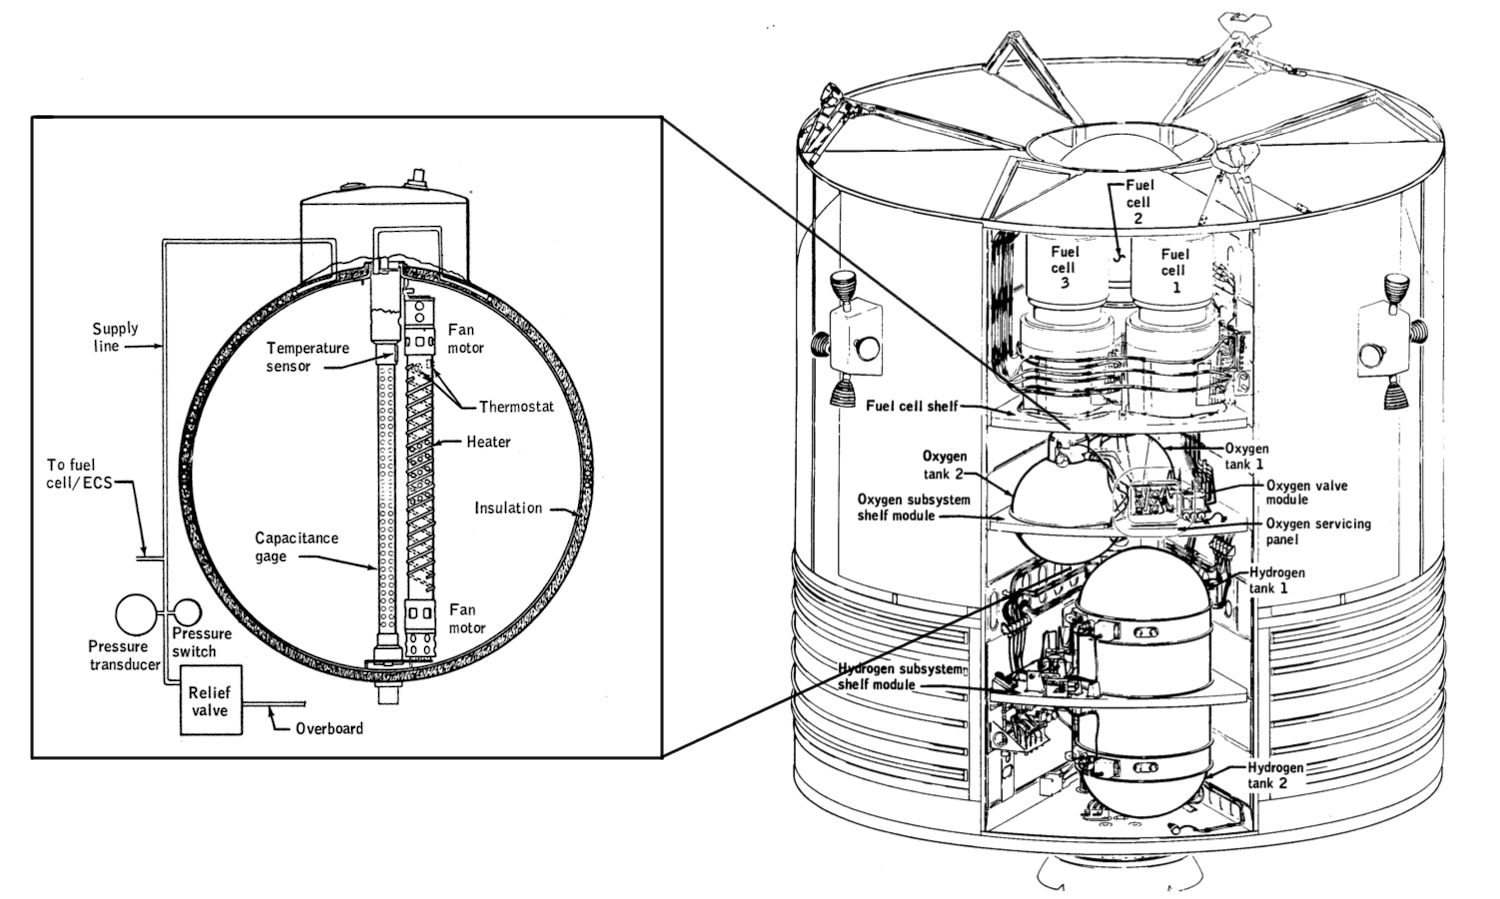 Supply
line
Temperature
sensor
Fan
motor
Thermostat
Heater
To fuel
cell/ECS
Insulation
Capacitance
gage
Fan
motor
Pressure
switch
Pressure
transducer
Relief
valve
Overboard
Fuel
cell
2
Fuel
cell
3
Fuel
cell
1
Fuel cell shelf
Oxygen
tank 2
Oxygen
tank 1
Oxygen subsystem
shelf module
Oxygen valve
module
Oxygen servicing
panel
Hydrogen
tank 1
Hydrogen subsystem
shelf module
Hydrogen
tank 2